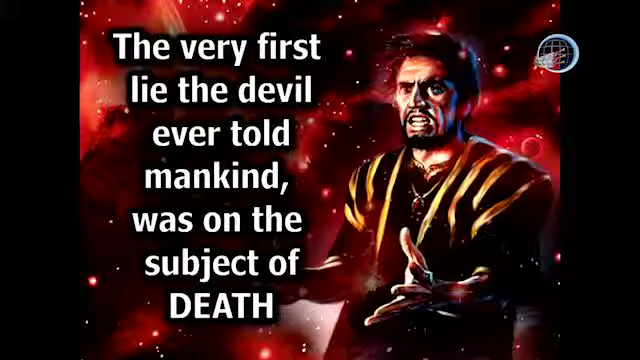 The very first
lie the devil
ever told
mankind,
was on the
subject of
DEATH